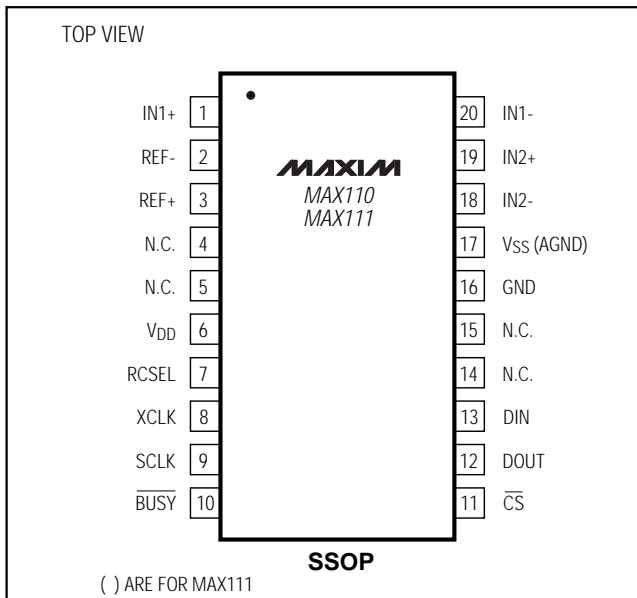 TOP VIEW
IN1+ 1
REF- 2
REF+ 3
N.C. 4
N.C. 5
VDD 6
RCSEL 7
XCLK 8
SCLK 9
BUSY 10
MAXIM
MAX110
MAX111
20 IN1-
19 IN2+
18 IN2-
17 VSS (AGND)
16 GND
15 N.C.
14 N.C.
13 DIN
12 DOUT
11 CS
SSOP
( ) ARE FOR MAX111